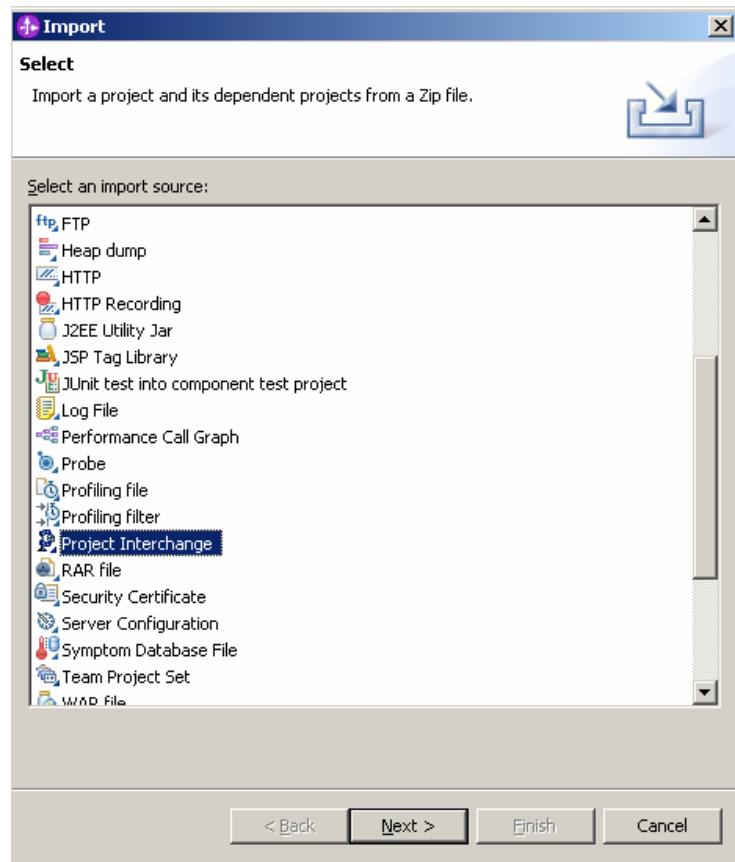 Import
Select
Import a project and its dependent projects from a Zip file.
Select an import source:
ftp FTP
Heap dump
HTTP
HTTP Recording
J2EE Utility Jar
JSP Tag Library
JUnit test into component test project
Log File
Performance Call Graph
Probe
Profiling file
Profiling filter
Project Interchange
RAR file
Security Certificate
Server Configuration
Symptom Database File
Team Project Set
WAR file
< Back Next > Finish Cancel